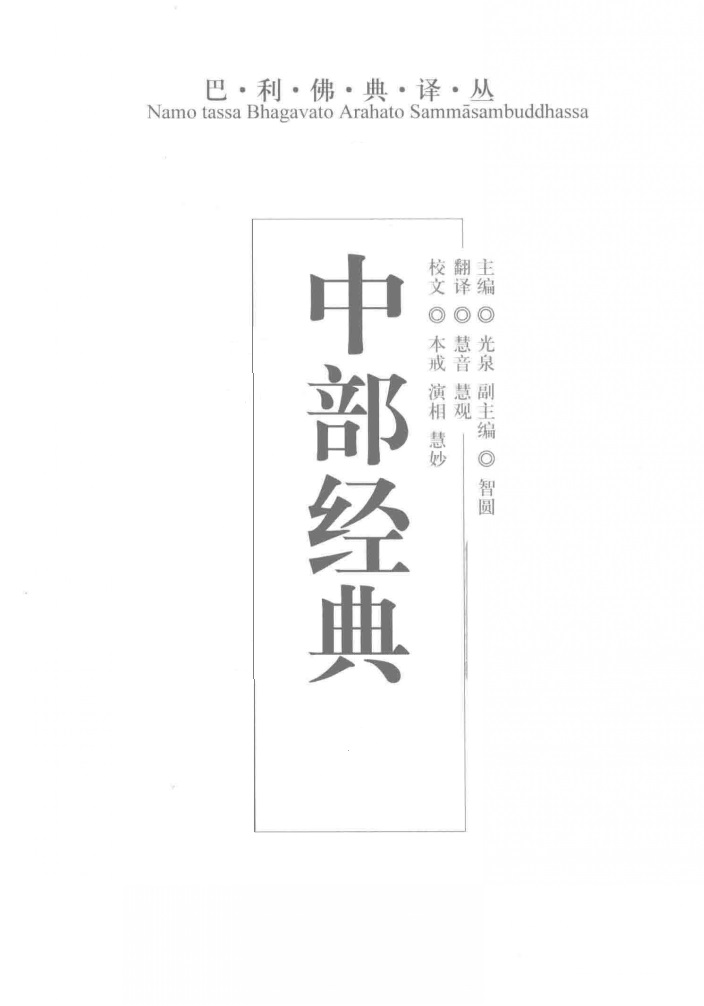 巴·利·佛·典·译·丛
Namo tassa Bhagavato Arahato Sammāsambuddhassa
主编 ◎ 光泉 副主编 ◎ 智圆
翻译 ◎ 慧音 慧观
校文 ◎ 本戒 演相 慧妙
中部经典